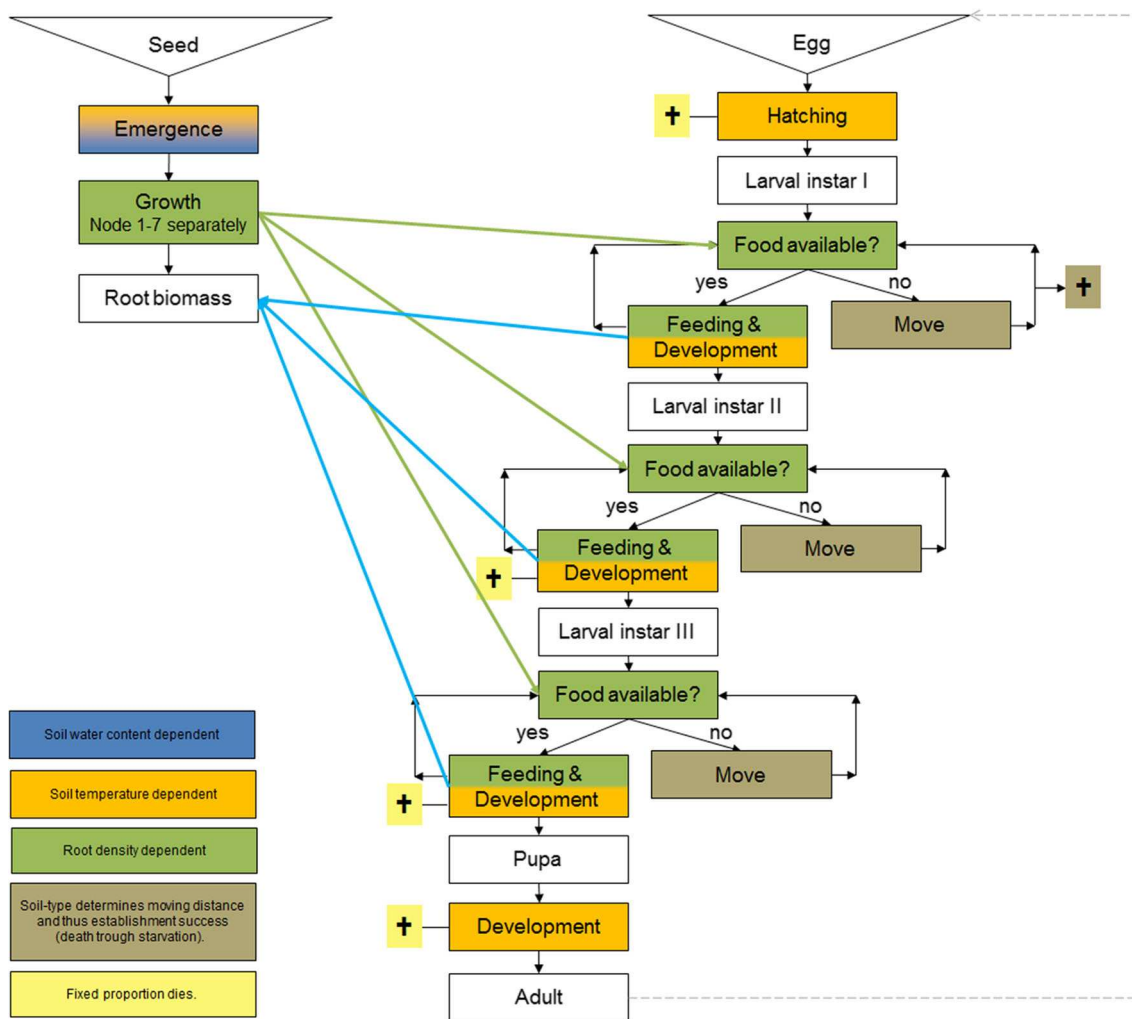 Seed
Emergence
Growth
Node 1-7 separately
Root biomass
Egg
Hatching
Larval instar I
Food available?
yes
no
Feeding &
Development
Move
Larval instar II
Food available?
yes
no
Feeding &
Development
Move
Larval instar III
Food available?
yes
no
Feeding &
Development
Move
Pupa
Development
Adult
Soil water content dependent
Soil temperature dependent
Root density dependent
Soil-type determines moving distance
and thus establishment success
(death trough starvation).
Fixed proportion dies.